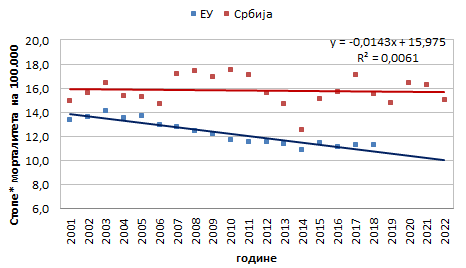 ЕУ Србија
y = -0,0143x + 15,975
R² = 0,0061
20,0
18,0
16,0
14,0
12,0
10,0
8,0
6,0
Стопе* морталитета на 100.000
2001 2002 2003 2004 2005 2006 2007 2008 2009 2010 2011 2012 2013 2014 2015 2016 2017 2018 2019 2020 2021 2022
године